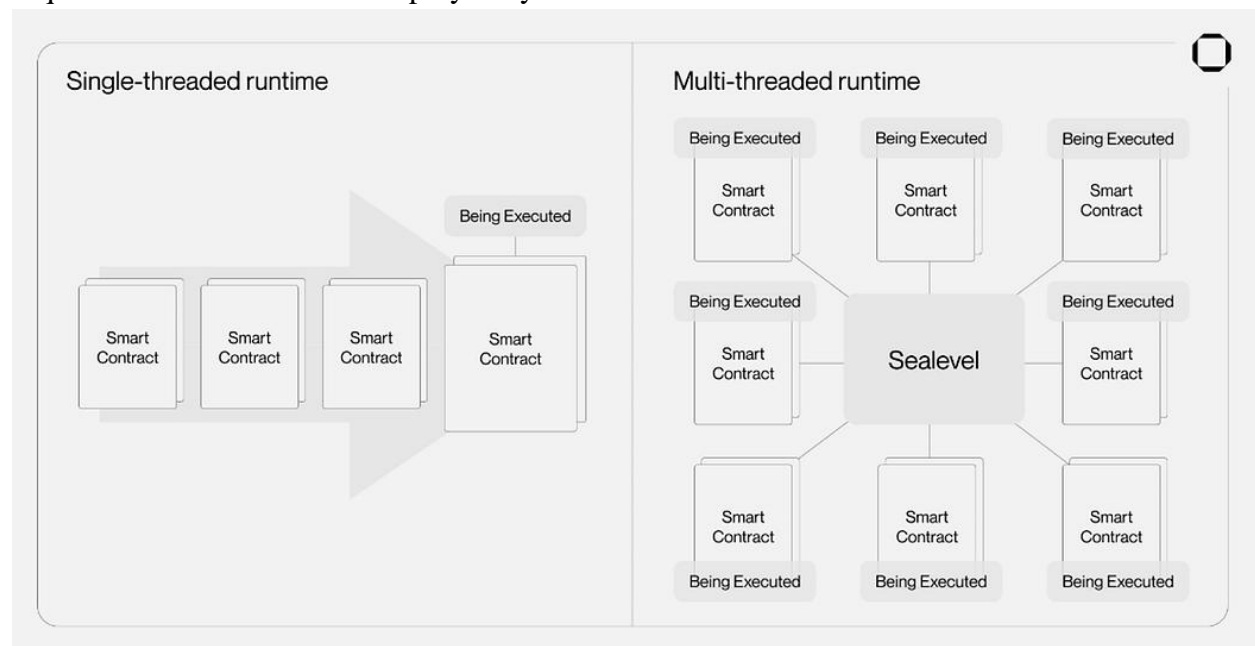 Single-threaded runtime
Being Executed
Smart
Contract
Smart
Contract
Smart
Contract
Smart
Contract
Multi-threaded runtime
Being Executed
Smart
Contract
Being Executed
Smart
Contract
Being Executed
Smart
Contract
Being Executed
Smart
Contract
Sealevel
Being Executed
Smart
Contract
Smart
Contract
Being Executed
Smart
Contract
Being Executed
Smart
Contract
Being Executed